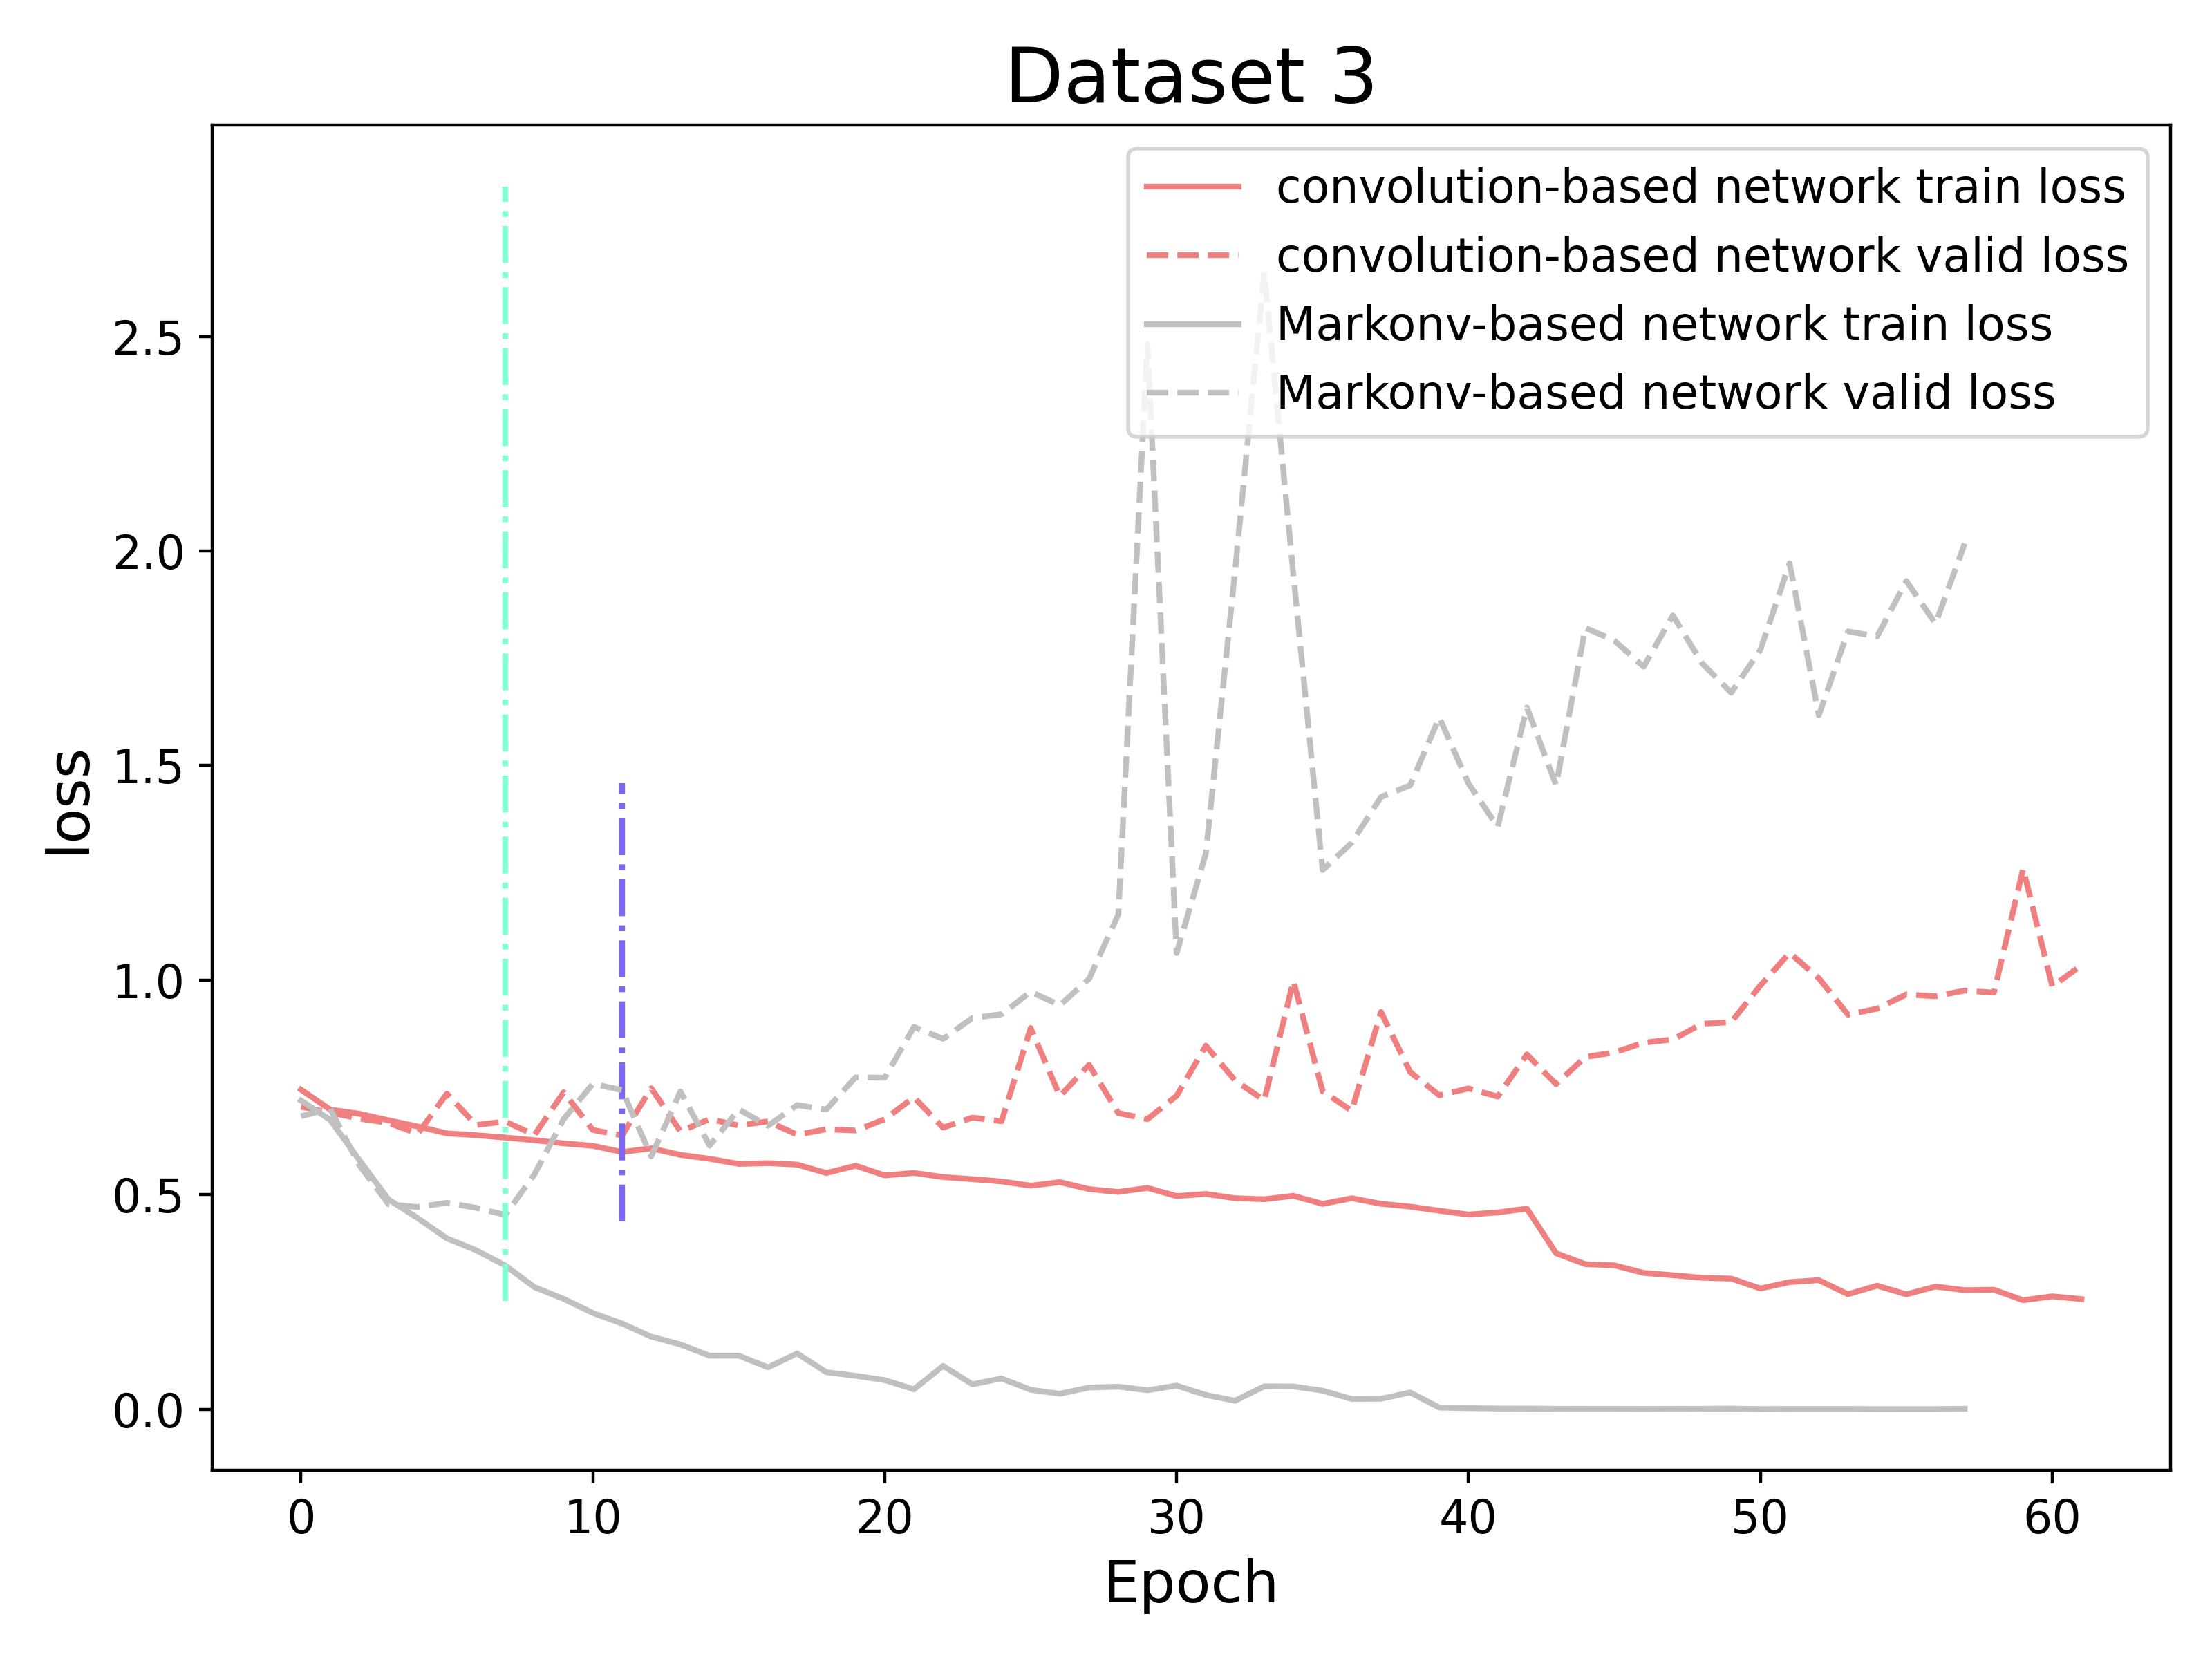 Dataset 3
convolution-based network train loss
convolution-based network valid loss
Markonv-based network train loss
Markonv-based network valid loss
loss
2.5
2.0
1.5
1.0
0.5
0.0
0 10 20 30 40 50 60
Epoch